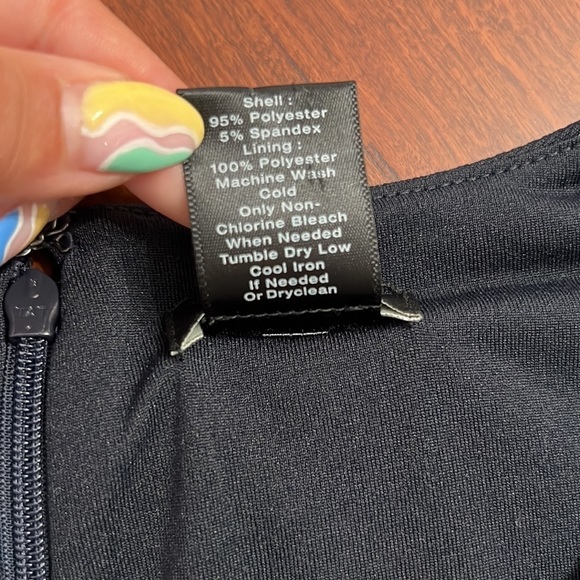 Shell :
95% Polyester
5% Spandex
Lining :
100% Polyester
Machine Wash
Cold
Only Non-
Chlorine Bleach
When Needed
Tumble Dry Low
Cool Iron
If Needed
Or Dryclean